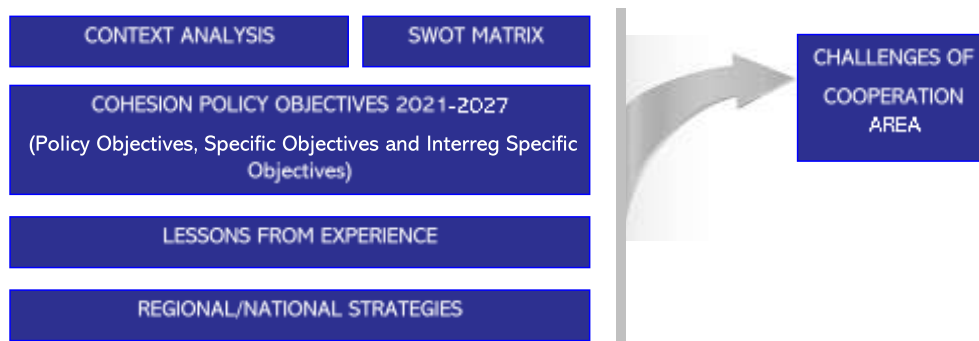 CONTEXT ANALYSIS
SWOT MATRIX
COHESION POLICY OBJECTIVES 2021-2027
(Policy Objectives, Specific Objectives and Interreg Specific
Objectives)
LESSONS FROM EXPERIENCE
REGIONAL/NATIONAL STRATEGIES
CHALLENGES OF
COOPERATION
AREA